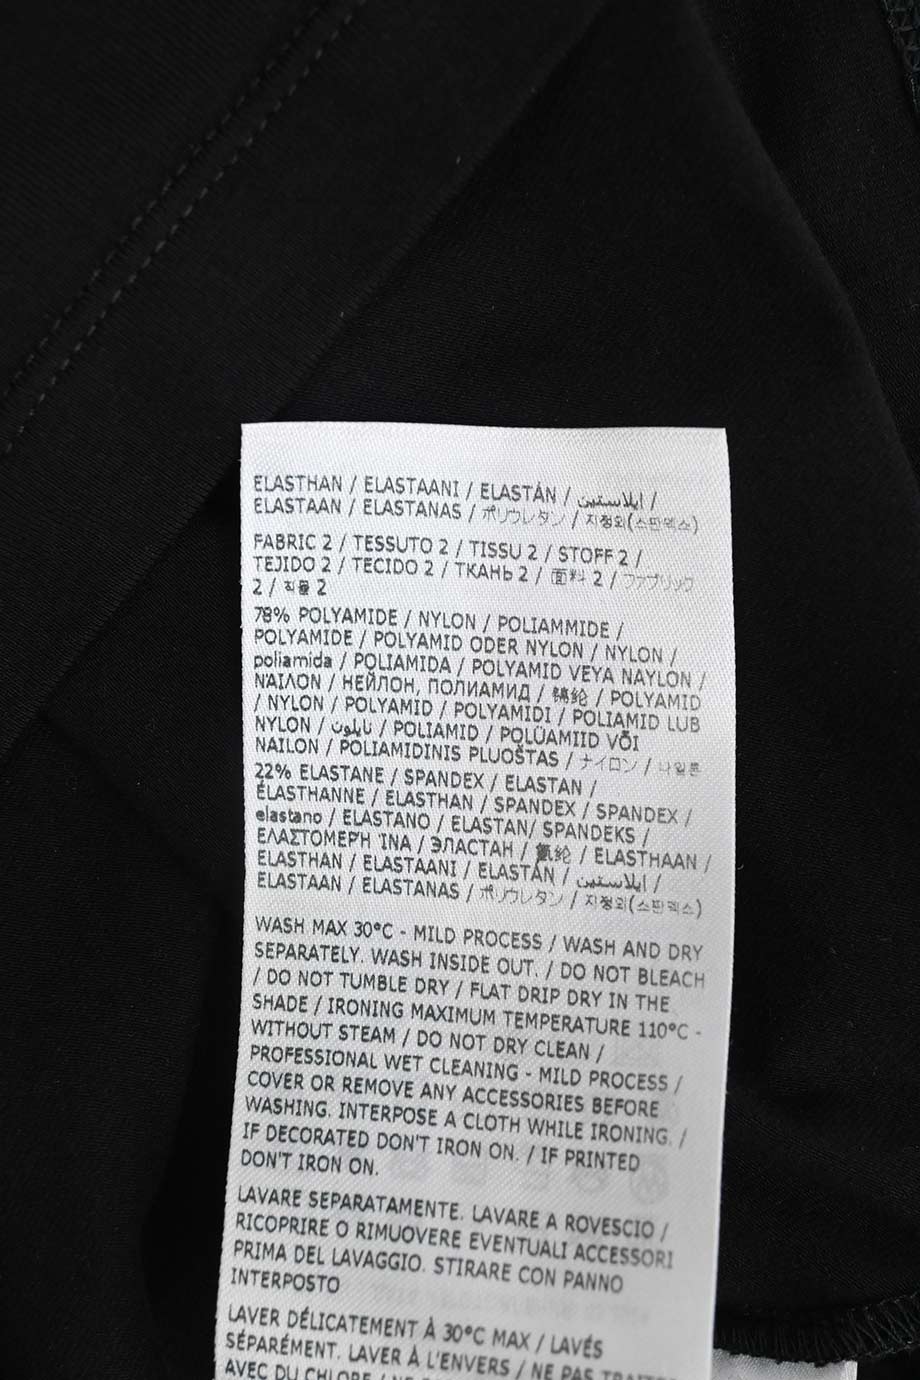 ELASTHAN / ELASTAANI / ELASTÁN / ايلاستين /
ELASTAAN / ELASTANAS / ポリウレタン / 지정외(스판덱스)
FABRIC 2 / TESSUTO 2 / TISSU 2 / STOFF 2 /
TEJIDO 2 / TECIDO 2 / ТКАНЬ 2 / 面料 2 / ファブリック
2 / 직물 2
78% POLYAMIDE / NYLON / POLIAMMIDE /
POLYAMIDE / POLYAMID ODER NYLON / NYLON /
poliamida / POLIAMIDA / POLYAMID VEYA NAYLON /
ΝΑΪΛΟΝ / НЕЙЛОН, ПОЛИАМИД / 锦纶 / POLYAMID
/ NYLON / POLYAMID / POLYAMIDI / POLIAMID LUB
NYLON / نايلون / POLIAMID / POLÜAMIID VÕI
NAILON / POLIAMIDINIS PLUOŠTAS / ナイロン / 나일론
22% ELASTANE / SPANDEX / ELASTAN /
ÉLASTHANNE / ELASTHAN / SPANDEX / SPANDEX /
elastano / ELASTANO / ELASTAN/ SPANDEKS /
ΕΛΑΣΤΟΜΕΡΉ ΊΝΑ / ЭЛАСТАН / 氨纶 / ELASTHAAN /
ELASTHAN / ELASTAANI / ELASTÁN / ايلاستين /
ELASTAAN / ELASTANAS / ポリウレタン / 지정외(스판덱스)
WASH MAX 30°C - MILD PROCESS / WASH AND DRY
SEPARATELY. WASH INSIDE OUT. / DO NOT BLEACH
/ DO NOT TUMBLE DRY / FLAT DRIP DRY IN THE
SHADE / IRONING MAXIMUM TEMPERATURE 110°C -
WITHOUT STEAM / DO NOT DRY CLEAN /
PROFESSIONAL WET CLEANING - MILD PROCESS /
COVER OR REMOVE ANY ACCESSORIES BEFORE
WASHING. INTERPOSE A CLOTH WHILE IRONING. /
IF DECORATED DON'T IRON ON. / IF PRINTED
DON'T IRON ON.
LAVARE SEPARATAMENTE. LAVARE A ROVESCIO /
RICOPRIRE O RIMUOVERE EVENTUALI ACCESSORI
PRIMA DEL LAVAGGIO. STIRARE CON PANNO
INTERPOSTO
LAVER DÉLICATEMENT À 30°C MAX / LAVÉS
SÉPARÉMENT. LAVER À L'ENVERS / NE PAS TRAITER
AVEC DU CHLORE / NE PAS